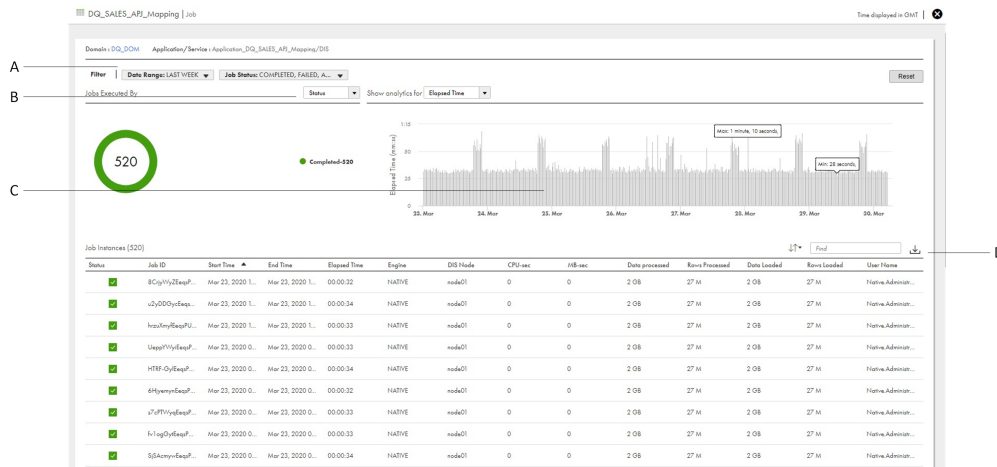 DQ_SALES_APJ_Mapping | Job
Time displayed in GMT
Domain : DQ_DOM Application/Service : Application_DQ_SALES_APJ_Mapping/DIS
A
Filter Date Range: LAST WEEK Job Status: COMPLETED, FAILED, A... Reset
B
Jobs Executed By Status Show analytics for Elapsed Time
520
Completed-520
C
Elapsed Time (mm:ss)
1:15
50
25
0
Max: 1 minute, 10 seconds,
Min: 28 seconds,
23. Mar 24. Mar 25. Mar 26. Mar 27. Mar 28. Mar 29. Mar 30. Mar
Job Instances (520) Find
D
Status Job ID Start Time End Time Elapsed Time Engine DIS Node CPU-sec MB-sec Data processed Rows Processed Data Loaded Rows Loaded User Name
Mar 23, 2020 1... Mar 23, 2020 1... 00:00:32 NATIVE node01 0 0 2 GB 27 M 2 GB 27 M Native.Administr...
Mar 23, 2020 1... Mar 23, 2020 1... 00:00:34 NATIVE node01 0 0 2 GB 27 M 2 GB 27 M Native.Administr...
Mar 23, 2020 1... Mar 23, 2020 1... 00:00:33 NATIVE node01 0 0 2 GB 27 M 2 GB 27 M Native.Administr...
Mar 23, 2020 0... Mar 23, 2020 0... 00:00:33 NATIVE node01 0 0 2 GB 27 M 2 GB 27 M Native.Administr...
Mar 23, 2020 0... Mar 23, 2020 0... 00:00:34 NATIVE node01 0 0 2 GB 27 M 2 GB 27 M Native.Administr...
Mar 23, 2020 0... Mar 23, 2020 0... 00:00:32 NATIVE node01 0 0 2 GB 27 M 2 GB 27 M Native.Administr...
Mar 23, 2020 0... Mar 23, 2020 0... 00:00:33 NATIVE node01 0 0 2 GB 27 M 2 GB 27 M Native.Administr...
Mar 23, 2020 0... Mar 23, 2020 0... 00:00:33 NATIVE node01 0 0 2 GB 27 M 2 GB 27 M Native.Administr...
Mar 23, 2020 0... Mar 23, 2020 0... 00:00:34 NATIVE node01 0 0 2 GB 27 M 2 GB 27 M Native.Administr...